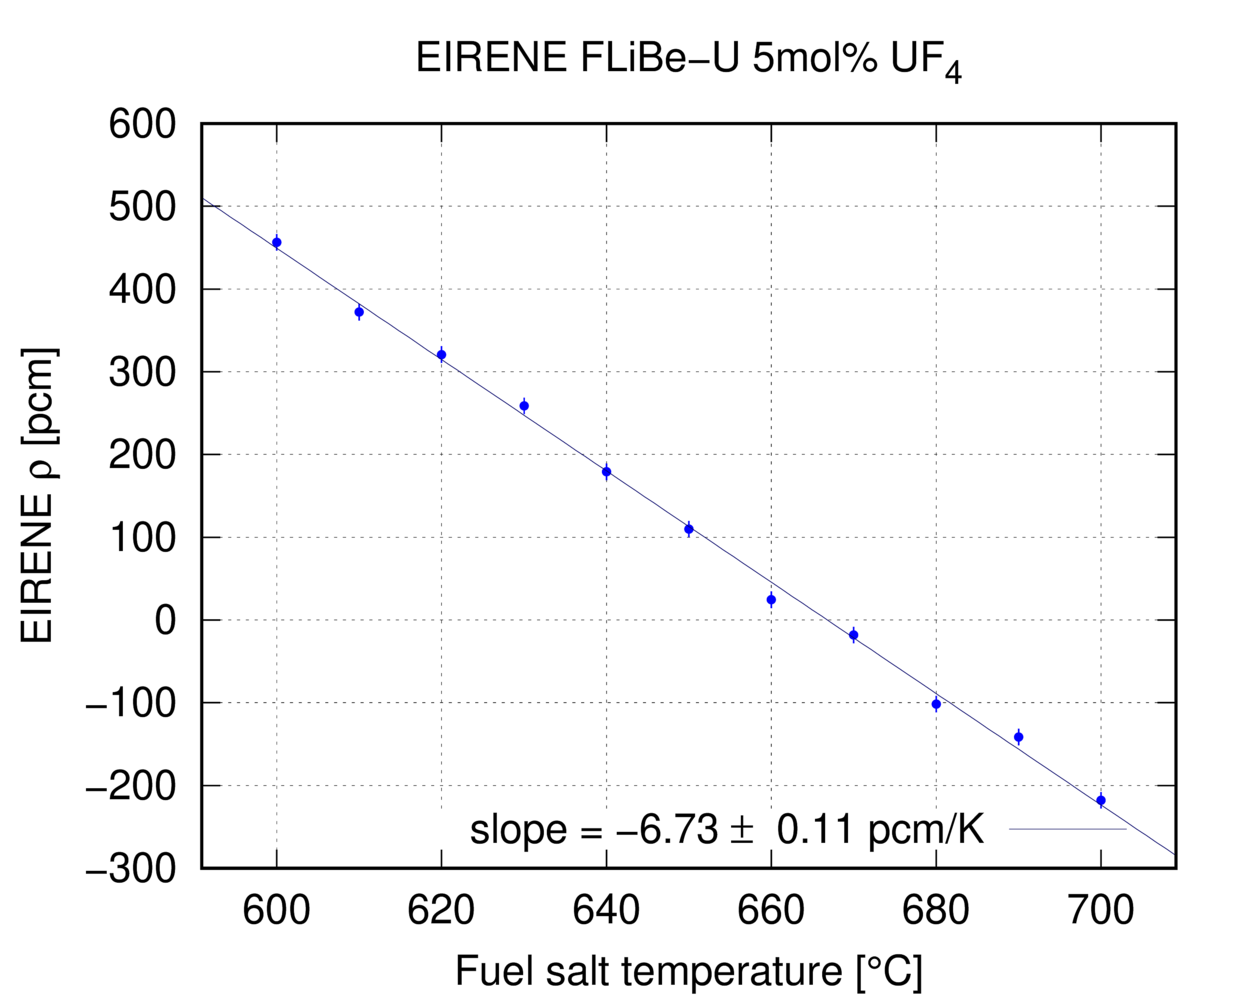 EIRENE FLiBe−U 5mol% UF4
600
500
400
300
200
100
0
−100
−200
−300
EIRENE ρ [pcm]
slope = −6.73 ± 0.11 pcm/K
600 620 640 660 680 700
Fuel salt temperature [°C]